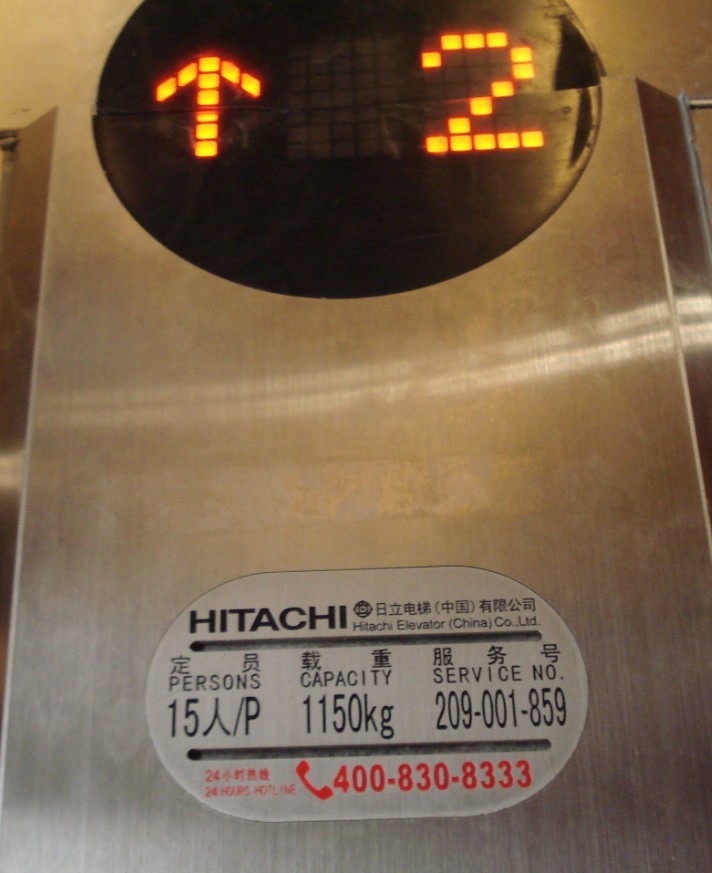 ↑ 2
HITACHI 日立电梯(中国)有限公司
Hitachi Elevator (China) Co.,Ltd.
定员 载重 服务号
PERSONS CAPACITY SERVICE NO.
15人/P 1150kg 209-001-859
24小时热线
24 HOURS HOTLINE 400-830-8333